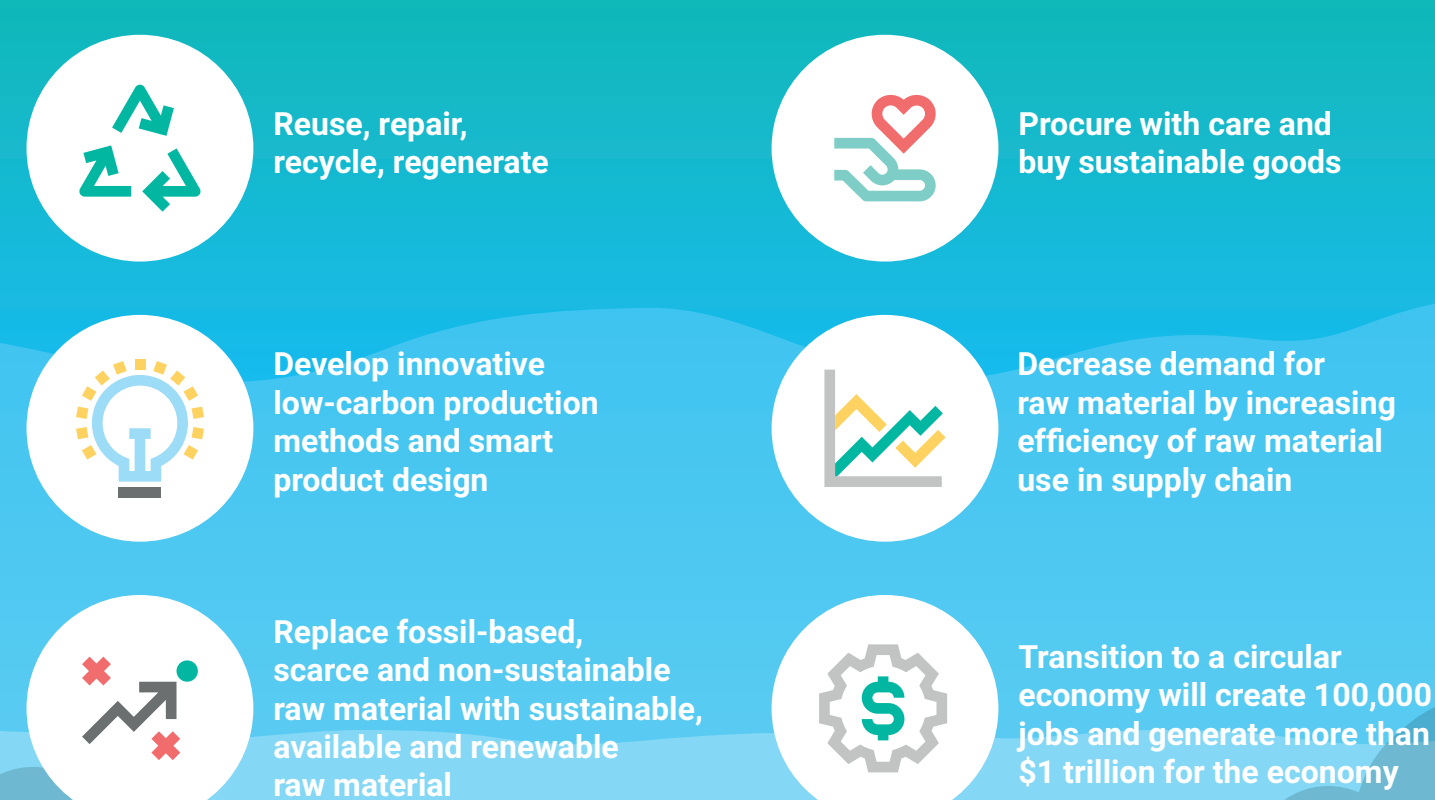 Reuse, repair,
recycle, regenerate
Procure with care and
buy sustainable goods
Develop innovative
low-carbon production
methods and smart
product design
Decrease demand for
raw material by increasing
efficiency of raw material
use in supply chain
Replace fossil-based,
scarce and non-sustainable
raw material with sustainable,
available and renewable
raw material
Transition to a circular
economy will create 100,000
jobs and generate more than
$1 trillion for the economy
$